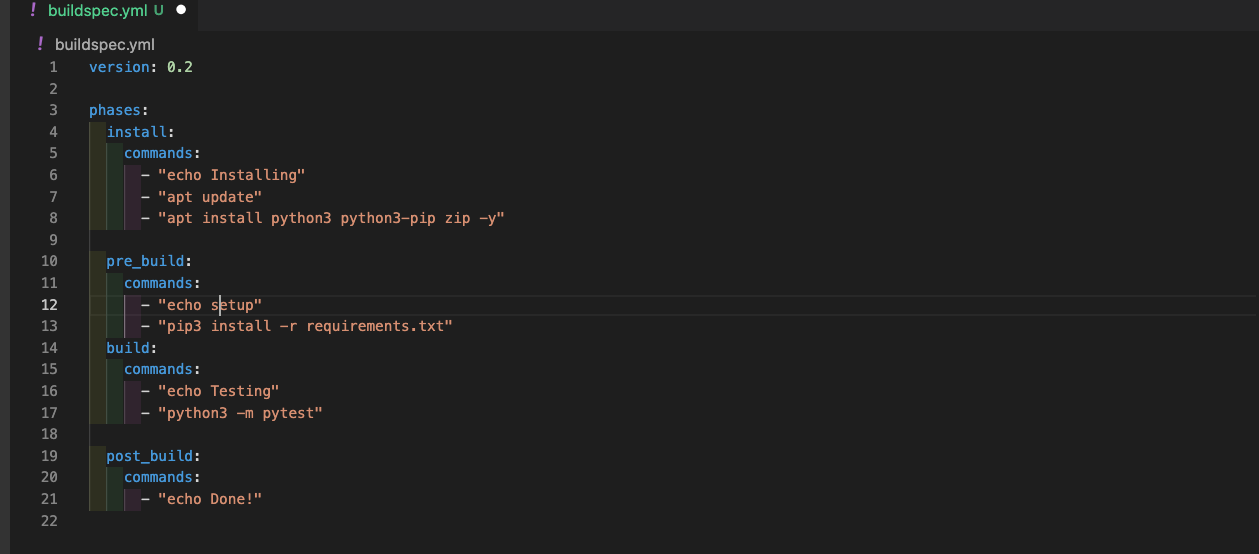 ! buildspec.yml U ●
! buildspec.yml
1 version: 0.2
2
3 phases:
4   install:
5     commands:
6       - "echo Installing"
7       - "apt update"
8       - "apt install python3 python3-pip zip -y"
9
10   pre_build:
11     commands:
12       - "echo setup"
13       - "pip3 install -r requirements.txt"
14   build:
15     commands:
16       - "echo Testing"
17       - "python3 -m pytest"
18
19   post_build:
20     commands:
21       - "echo Done!"
22